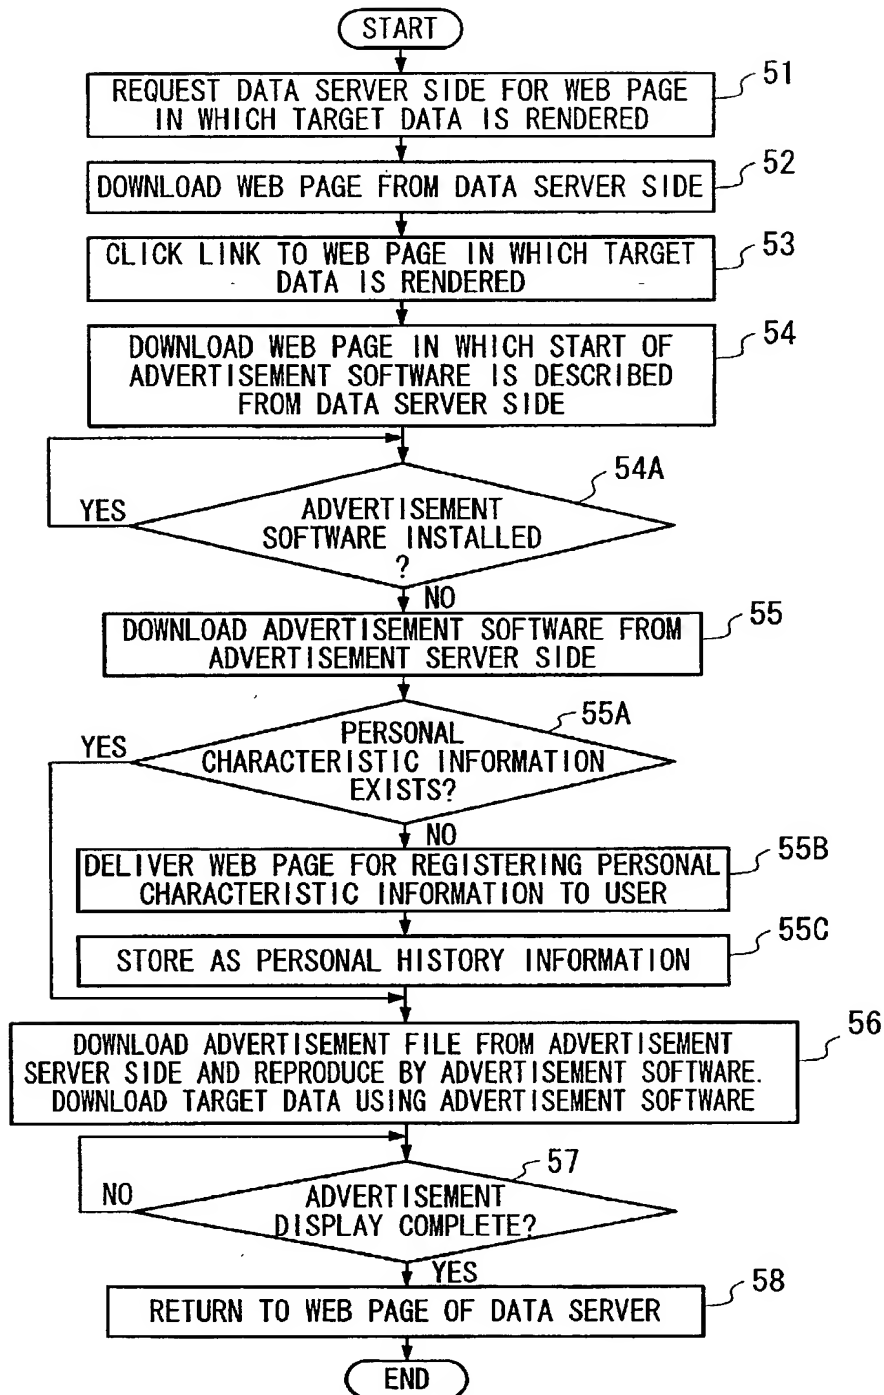 START
51
REQUEST DATA SERVER SIDE FOR WEB PAGE
IN WHICH TARGET DATA IS RENDERED
52
DOWNLOAD WEB PAGE FROM DATA SERVER SIDE
53
CLICK LINK TO WEB PAGE IN WHICH TARGET
DATA IS RENDERED
54
DOWNLOAD WEB PAGE IN WHICH START OF
ADVERTISEMENT SOFTWARE IS DESCRIBED
FROM DATA SERVER SIDE
54A
YES
ADVERTISEMENT
SOFTWARE INSTALLED
?
NO
55
DOWNLOAD ADVERTISEMENT SOFTWARE FROM
ADVERTISEMENT SERVER SIDE
55A
YES
PERSONAL
CHARACTERISTIC INFORMATION
EXISTS?
NO
55B
DELIVER WEB PAGE FOR REGISTERING PERSONAL
CHARACTERISTIC INFORMATION TO USER
55C
STORE AS PERSONAL HISTORY INFORMATION
56
DOWNLOAD ADVERTISEMENT FILE FROM ADVERTISEMENT
SERVER SIDE AND REPRODUCE BY ADVERTISEMENT SOFTWARE.
DOWNLOAD TARGET DATA USING ADVERTISEMENT SOFTWARE
57
NO
ADVERTISEMENT
DISPLAY COMPLETE?
YES
58
RETURN TO WEB PAGE OF DATA SERVER
END